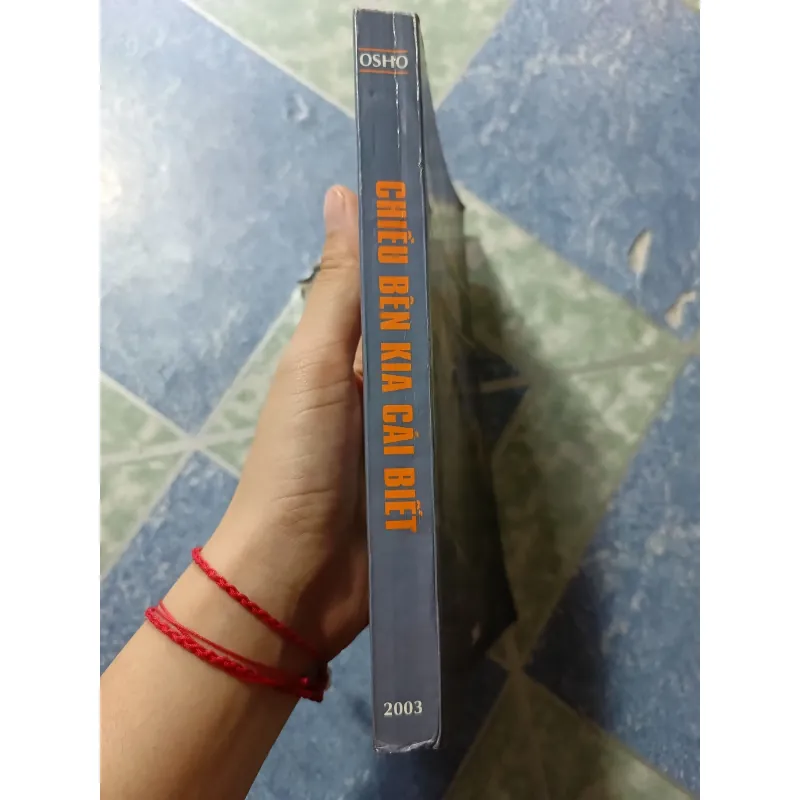 OSHO
CHIỀU BÊN KIA CÁI BIẾT
2003